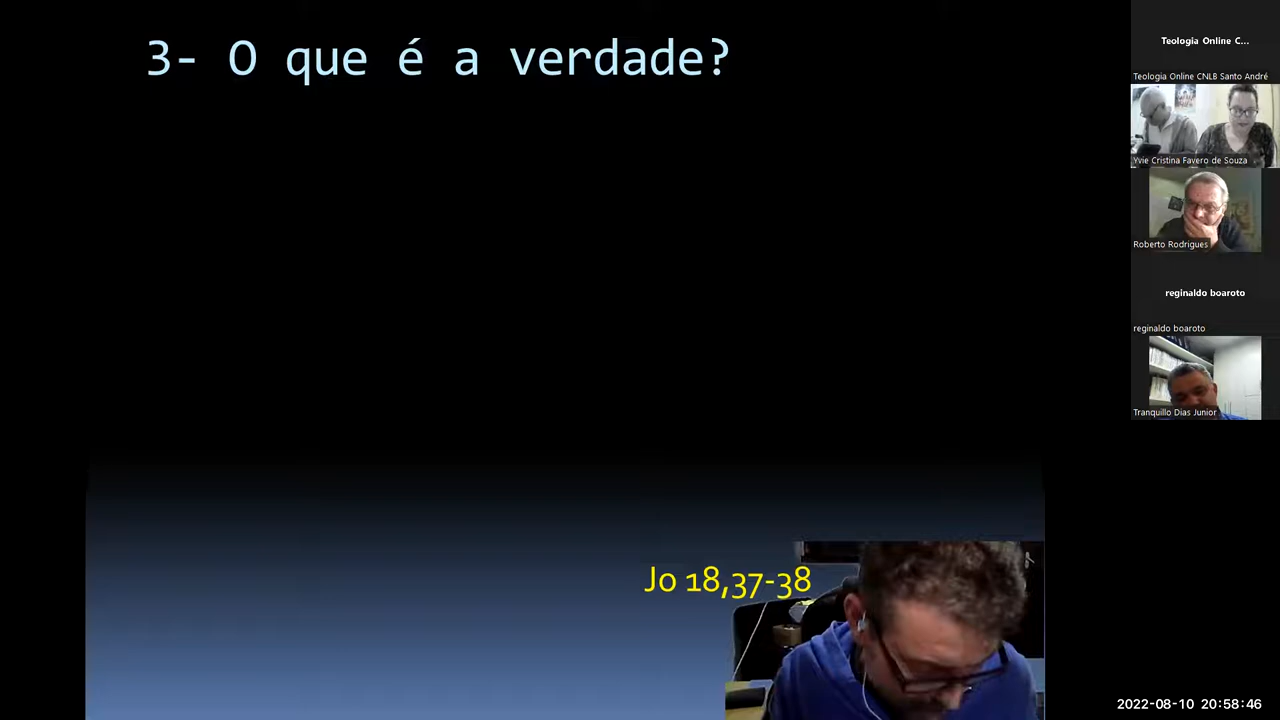 3- O que é a verdade?
Jo 18,37-38
Teologia Online C...
Teologia Online CNLB Santo André
Yvie Cristina Favero de Souza
Roberto Rodrigues
reginaldo boaroto
reginaldo boaroto
Tranquillo Dias Junior
2022-08-10 20:58:46